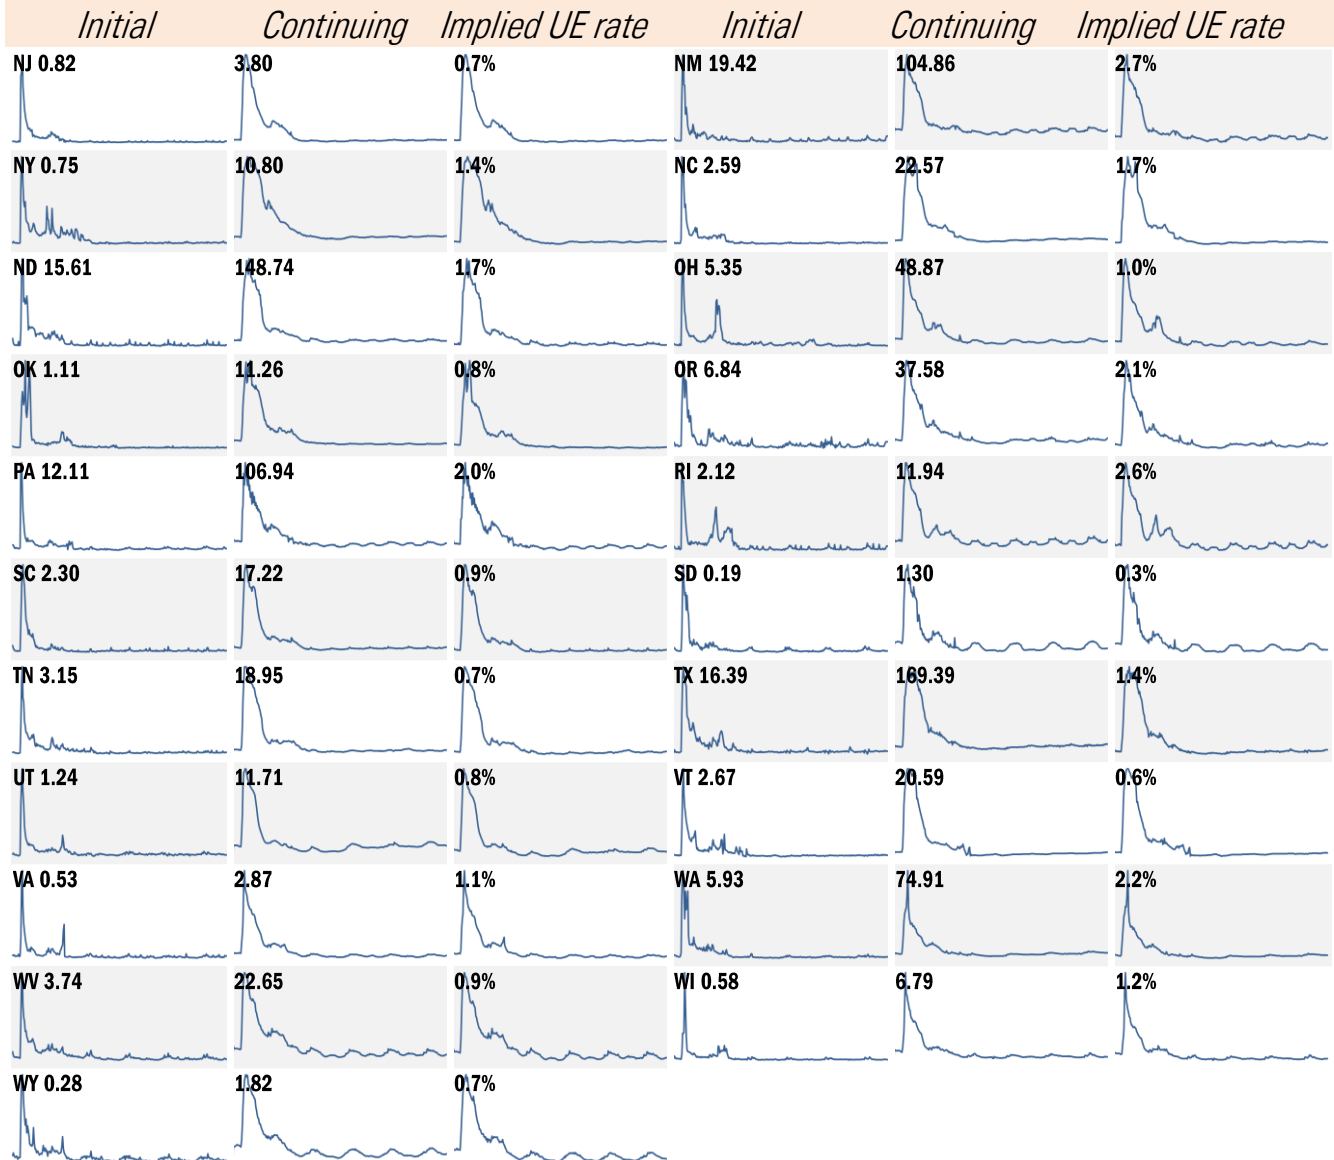 Initial Continuing Implied UE rate Initial Continuing Implied UE rate
NJ 0.82 3.80 0.7% NM 19.42 104.86 2.7%
NY 0.75 10.80 1.4% NC 2.59 22.57 1.7%
ND 15.61 148.74 1.7% OH 5.35 48.87 1.0%
OK 1.11 11.26 0.8% OR 6.84 37.58 2.1%
PA 12.11 106.94 2.0% RI 2.12 11.94 2.6%
SC 2.30 17.22 0.9% SD 0.19 1.30 0.3%
TN 3.15 18.95 0.7% TX 16.39 169.39 1.4%
UT 1.24 11.71 0.8% VT 2.67 20.59 0.6%
VA 0.53 2.87 1.1% WA 5.93 74.91 2.2%
WV 3.74 22.65 0.9% WI 0.58 6.79 1.2%
WY 0.28 1.82 0.7%